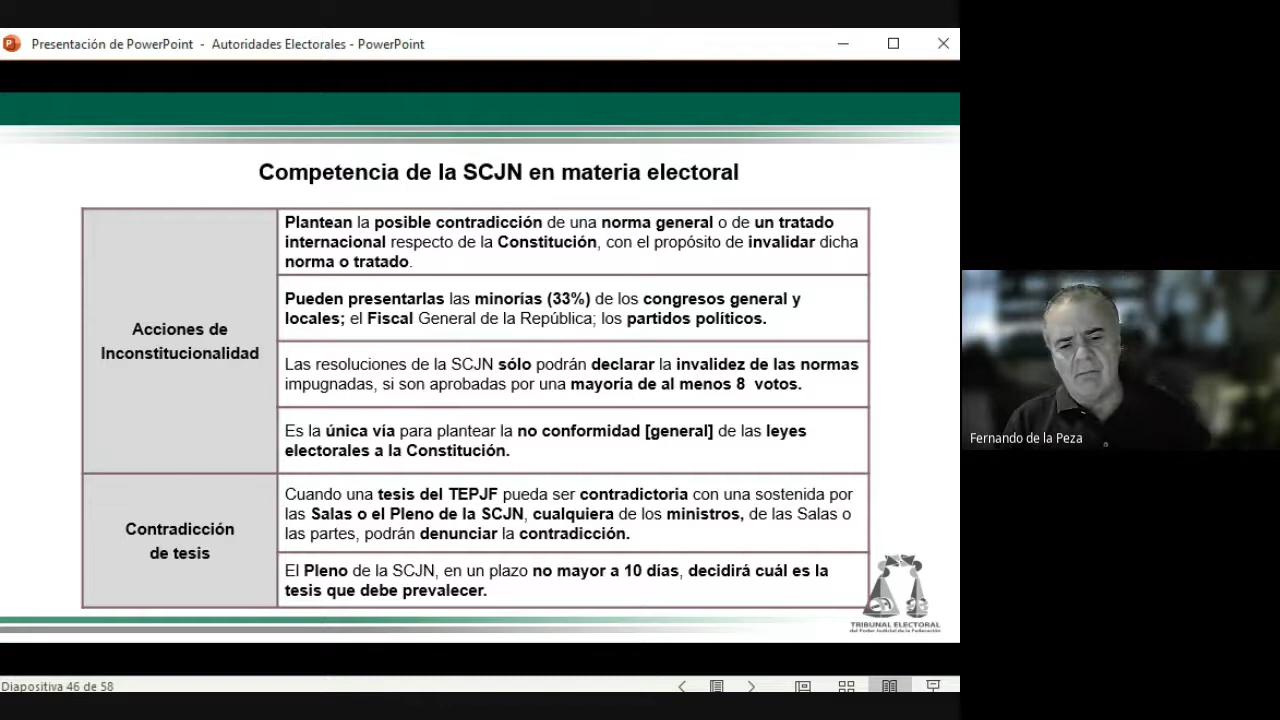 Presentación de PowerPoint - Autoridades Electorales - PowerPoint
Competencia de la SCJN en materia electoral
Acciones de
Inconstitucionalidad
Plantean la posible contradicción de una norma general o de un tratado
internacional respecto de la Constitución, con el propósito de invalidar dicha
norma o tratado.
Pueden presentarlas las minorías (33%) de los congresos general y
locales; el Fiscal General de la República; los partidos políticos.
Las resoluciones de la SCJN sólo podrán declarar la invalidez de las normas
impugnadas, si son aprobadas por una mayoría de al menos 8 votos.
Es la única vía para plantear la no conformidad [general] de las leyes
electorales a la Constitución.
Contradicción
de tesis
Cuando una tesis del TEPJF pueda ser contradictoria con una sostenida por
las Salas o el Pleno de la SCJN, cualquiera de los ministros, de las Salas o
las partes, podrán denunciar la contradicción.
El Pleno de la SCJN, en un plazo no mayor a 10 días, decidirá cuál es la
tesis que debe prevalecer.
TRIBUNAL ELECTORAL
del Poder Judicial de la Federación
Diapositiva 46 de 58
Fernando de la Peza